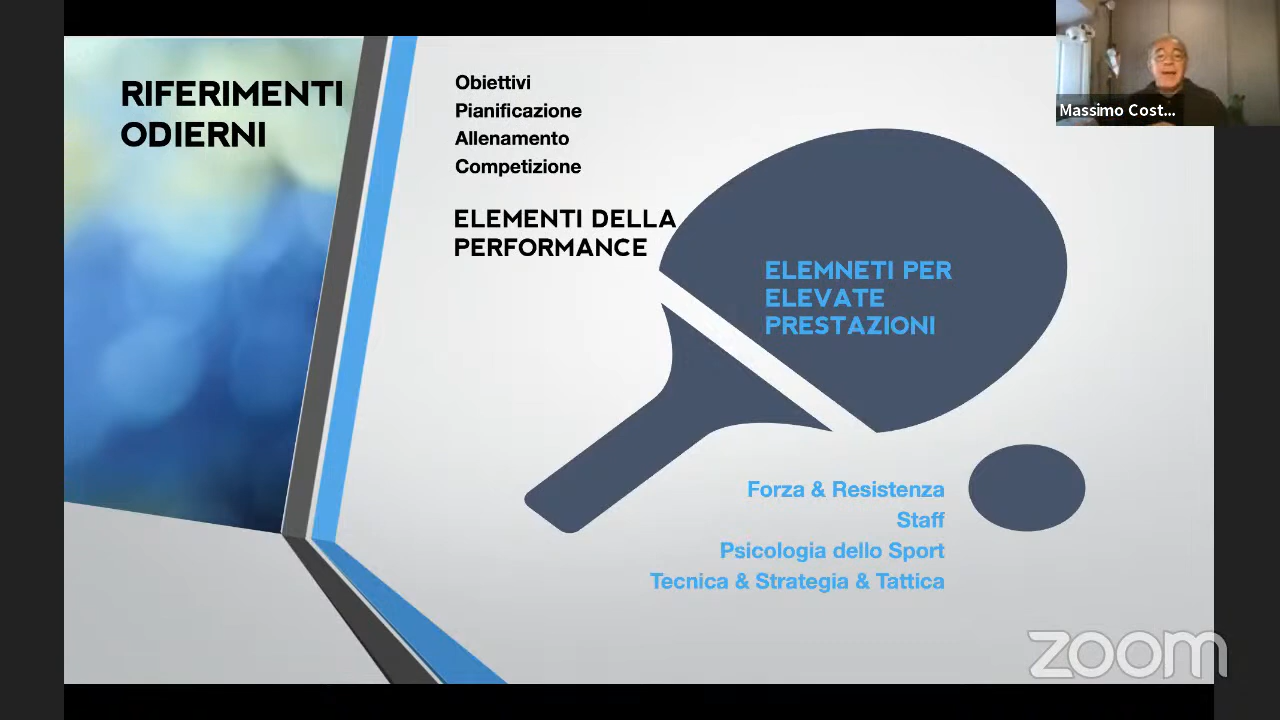 RIFERIMENTI
ODIERNI
Obiettivi
Pianificazione
Allenamento
Competizione
ELEMENTI DELLA
PERFORMANCE
ELEMNETI PER
ELEVATE
PRESTAZIONI
Forza & Resistenza
Staff
Psicologia dello Sport
Tecnica & Strategia & Tattica
Massimo Cost...
zoom